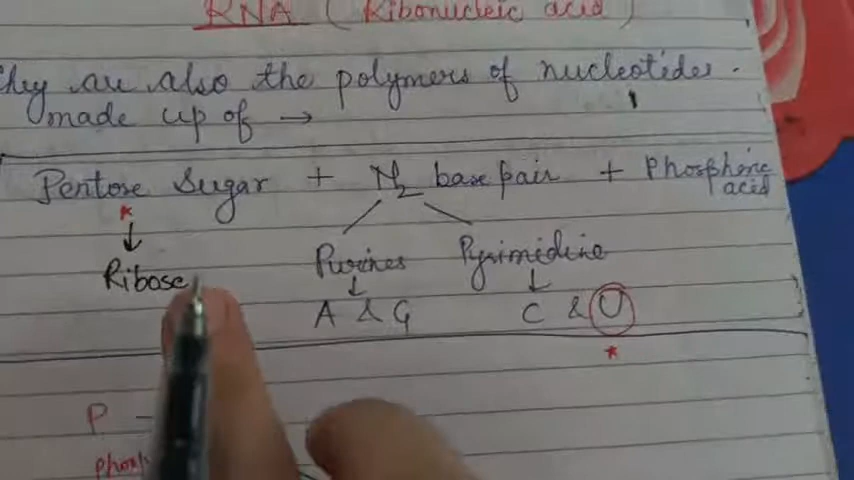 RNA ( Ribonucleic acid )
They are also the polymers of nucleotides.
made up of →
Pentose Sugar + N2 base pair + Phosphoric acid
* ↓ Ribose
Purines Pyrimidine
↓ ↓
A & G C & U
*
P -
phos